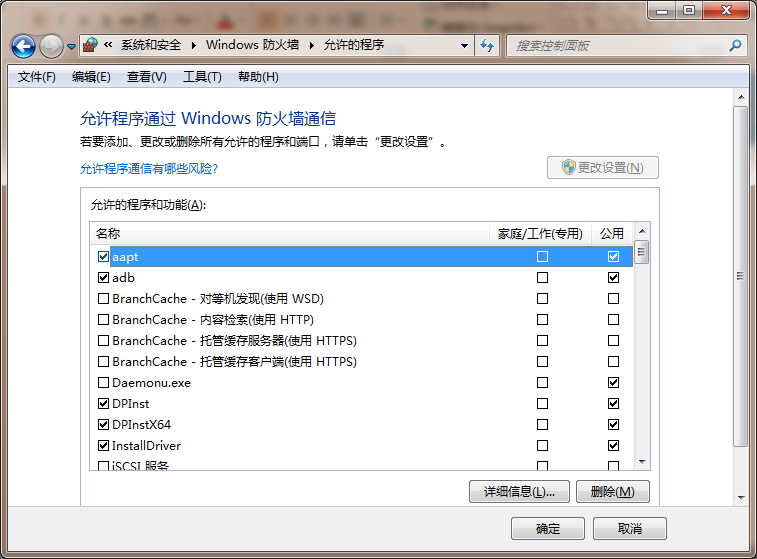 « 系统和安全 Windows 防火墙 允许的程序 搜索控制面板
文件(F) 编辑(E) 查看(V) 工具(T) 帮助(H)
允许程序通过 Windows 防火墙通信
若要添加、更改或删除所有允许的程序和端口，请单击“更改设置”。
允许程序通信有哪些风险?
更改设置(N)
允许的程序和功能(A):
名称 家庭/工作(专用) 公用
aapt
adb
BranchCache - 对等机发现(使用 WSD)
BranchCache - 内容检索(使用 HTTP)
BranchCache - 托管缓存服务器(使用 HTTPS)
BranchCache - 托管缓存客户端(使用 HTTPS)
Daemonu.exe
DPInst
DPInstX64
InstallDriver
iSCSI 服务
详细信息(L)... 删除(M)
确定 取消